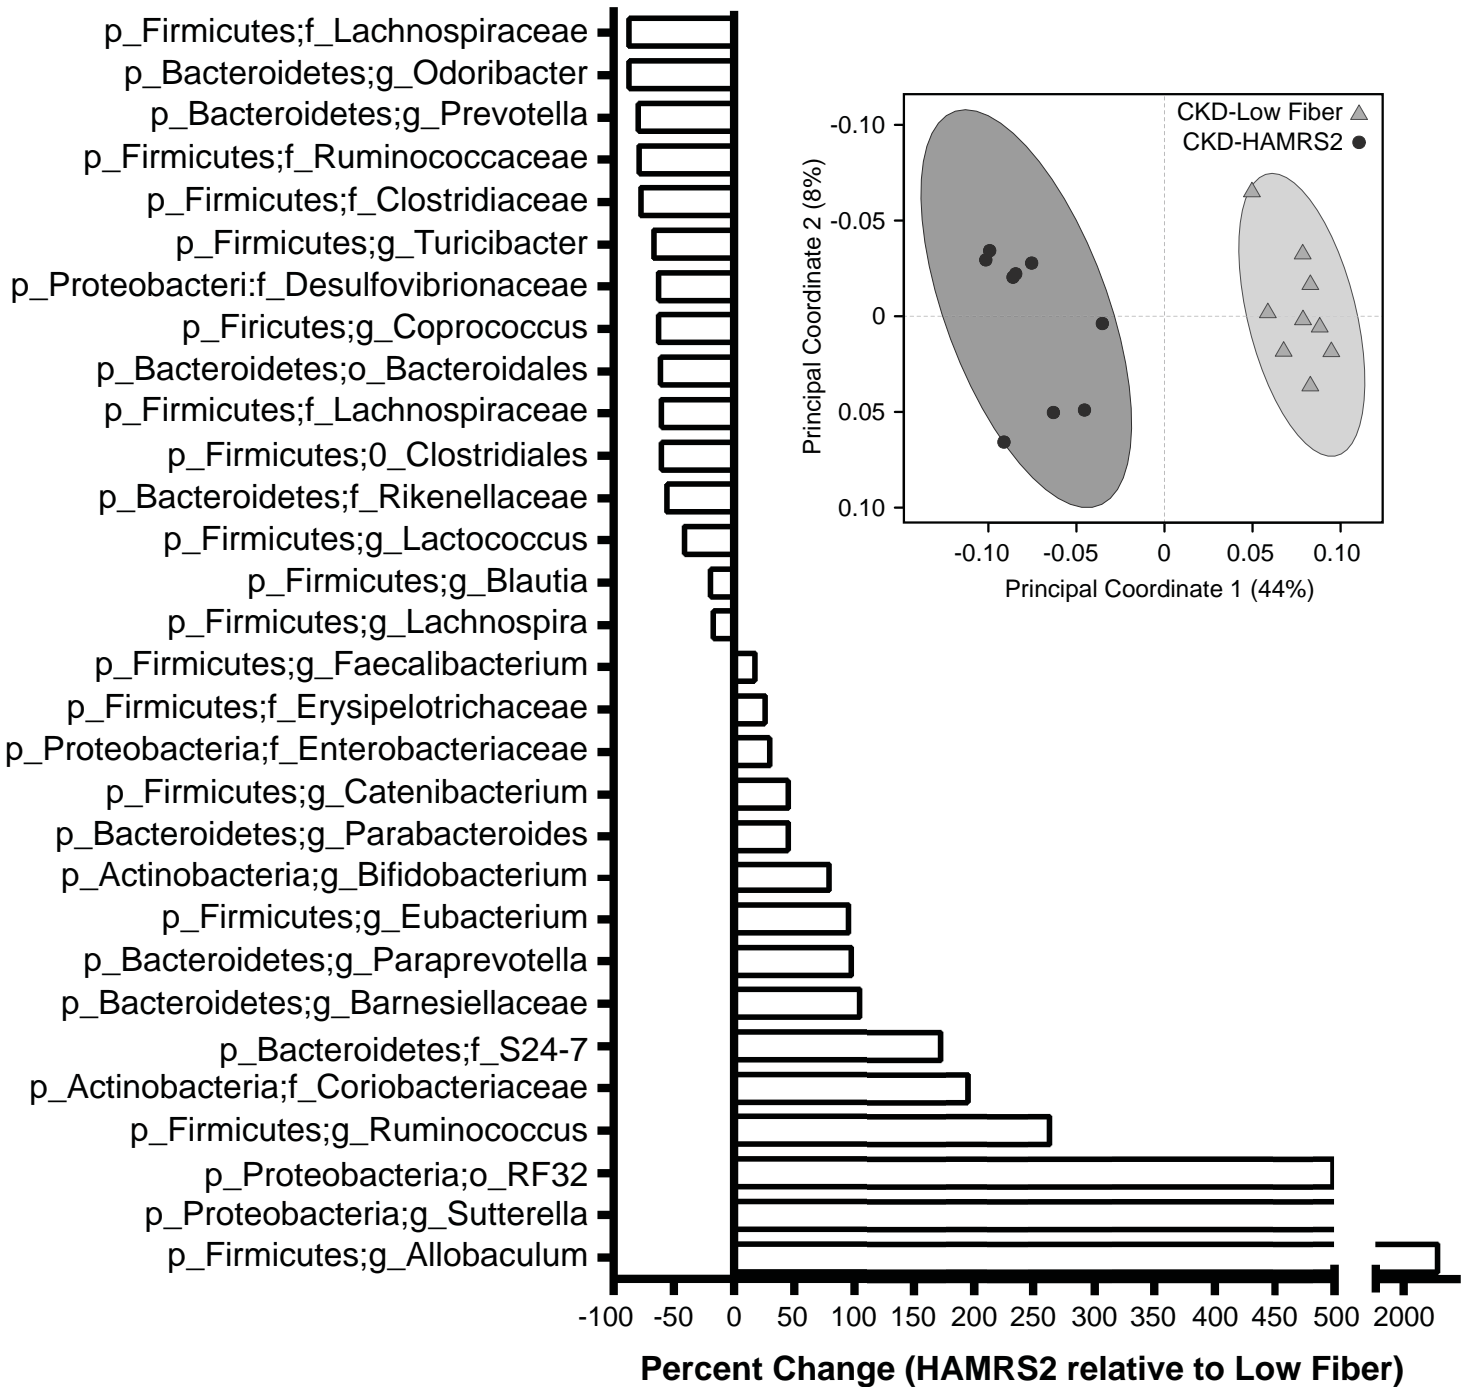 p_Firmicutes;f_Lachnospiraceae
p_Bacteroidetes;g_Odoribacter
p_Bacteroidetes;g_Prevotella
p_Firmicutes;f_Ruminococcaceae
p_Firmicutes;f_Clostridiaceae
p_Firmicutes;g_Turicibacter
p_Proteobacteri:f_Desulfovibrionaceae
p_Firicutes;g_Coprococcus
p_Bacteroidetes;o_Bacteroidales
p_Firmicutes;f_Lachnospiraceae
p_Firmicutes;0_Clostridiales
p_Bacteroidetes;f_Rikenellaceae
p_Firmicutes;g_Lactococcus
p_Firmicutes;g_Blautia
p_Firmicutes;g_Lachnospira
p_Firmicutes;g_Faecalibacterium
p_Firmicutes;f_Erysipelotrichaceae
p_Proteobacteria;f_Enterobacteriaceae
p_Firmicutes;g_Catenibacterium
p_Bacteroidetes;g_Parabacteroides
p_Actinobacteria;g_Bifidobacterium
p_Firmicutes;g_Eubacterium
p_Bacteroidetes;g_Paraprevotella
p_Bacteroidetes;g_Barnesiellaceae
p_Bacteroidetes;f_S24-7
p_Actinobacteria;f_Coriobacteriaceae
p_Firmicutes;g_Ruminococcus
p_Proteobacteria;o_RF32
p_Proteobacteria;g_Sutterella
p_Firmicutes;g_Allobaculum
-100 -50 0 50 100 150 200 250 300 350 400 450 500 2000
Percent Change (HAMRS2 relative to Low Fiber)
CKD-Low Fiber
CKD-HAMRS2
Principal Coordinate 2 (8%)
-0.10
-0.05
0
0.05
0.10
-0.10 -0.05 0 0.05 0.10
Principal Coordinate 1 (44%)